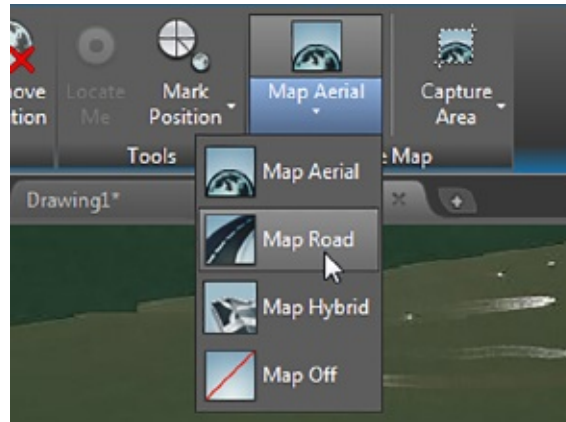 ove
tion
Locate
Me
Mark
Position
Map Aerial
Capture
Area
Tools
e Map
Drawing1*
Map Aerial
Map Road
Map Hybrid
Map Off